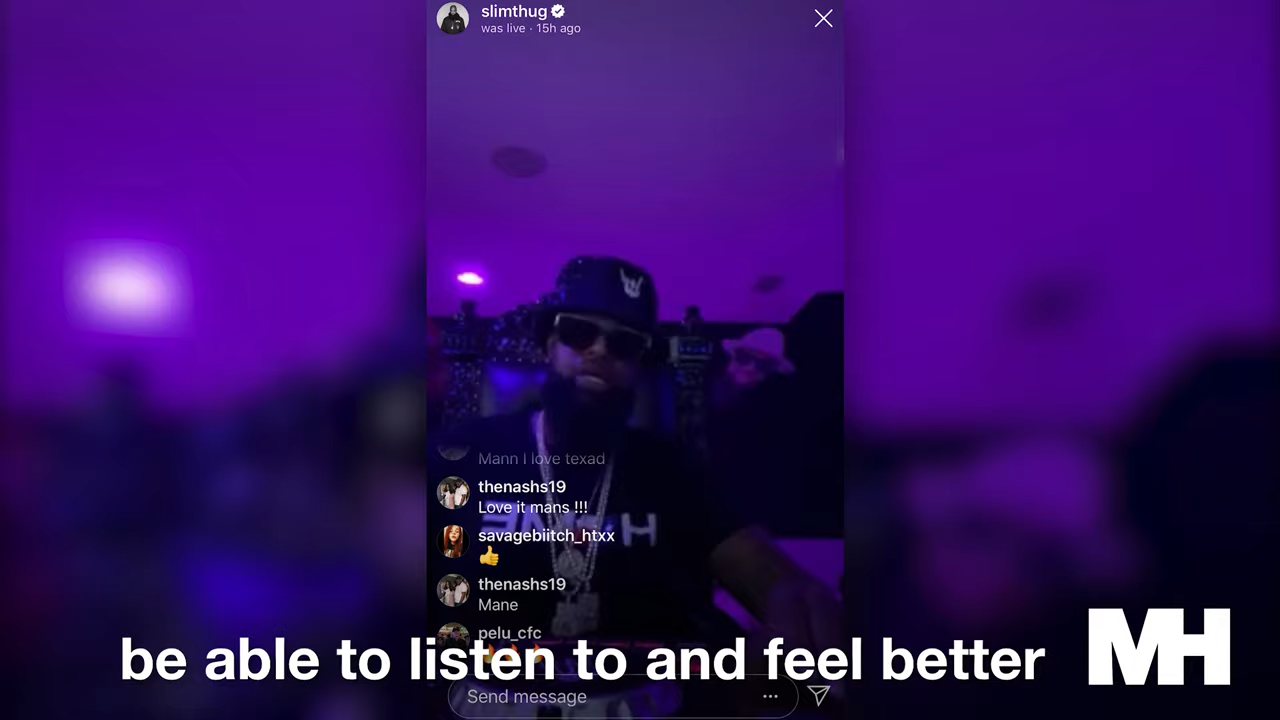 slimthug
was live · 15h ago
Mann I love texad
thenashs19
Love it mans !!!
savagebiitch_htxx
👍
thenashs19
Mane
pelu_cfc
be able to listen to and feel better
MH
Send message